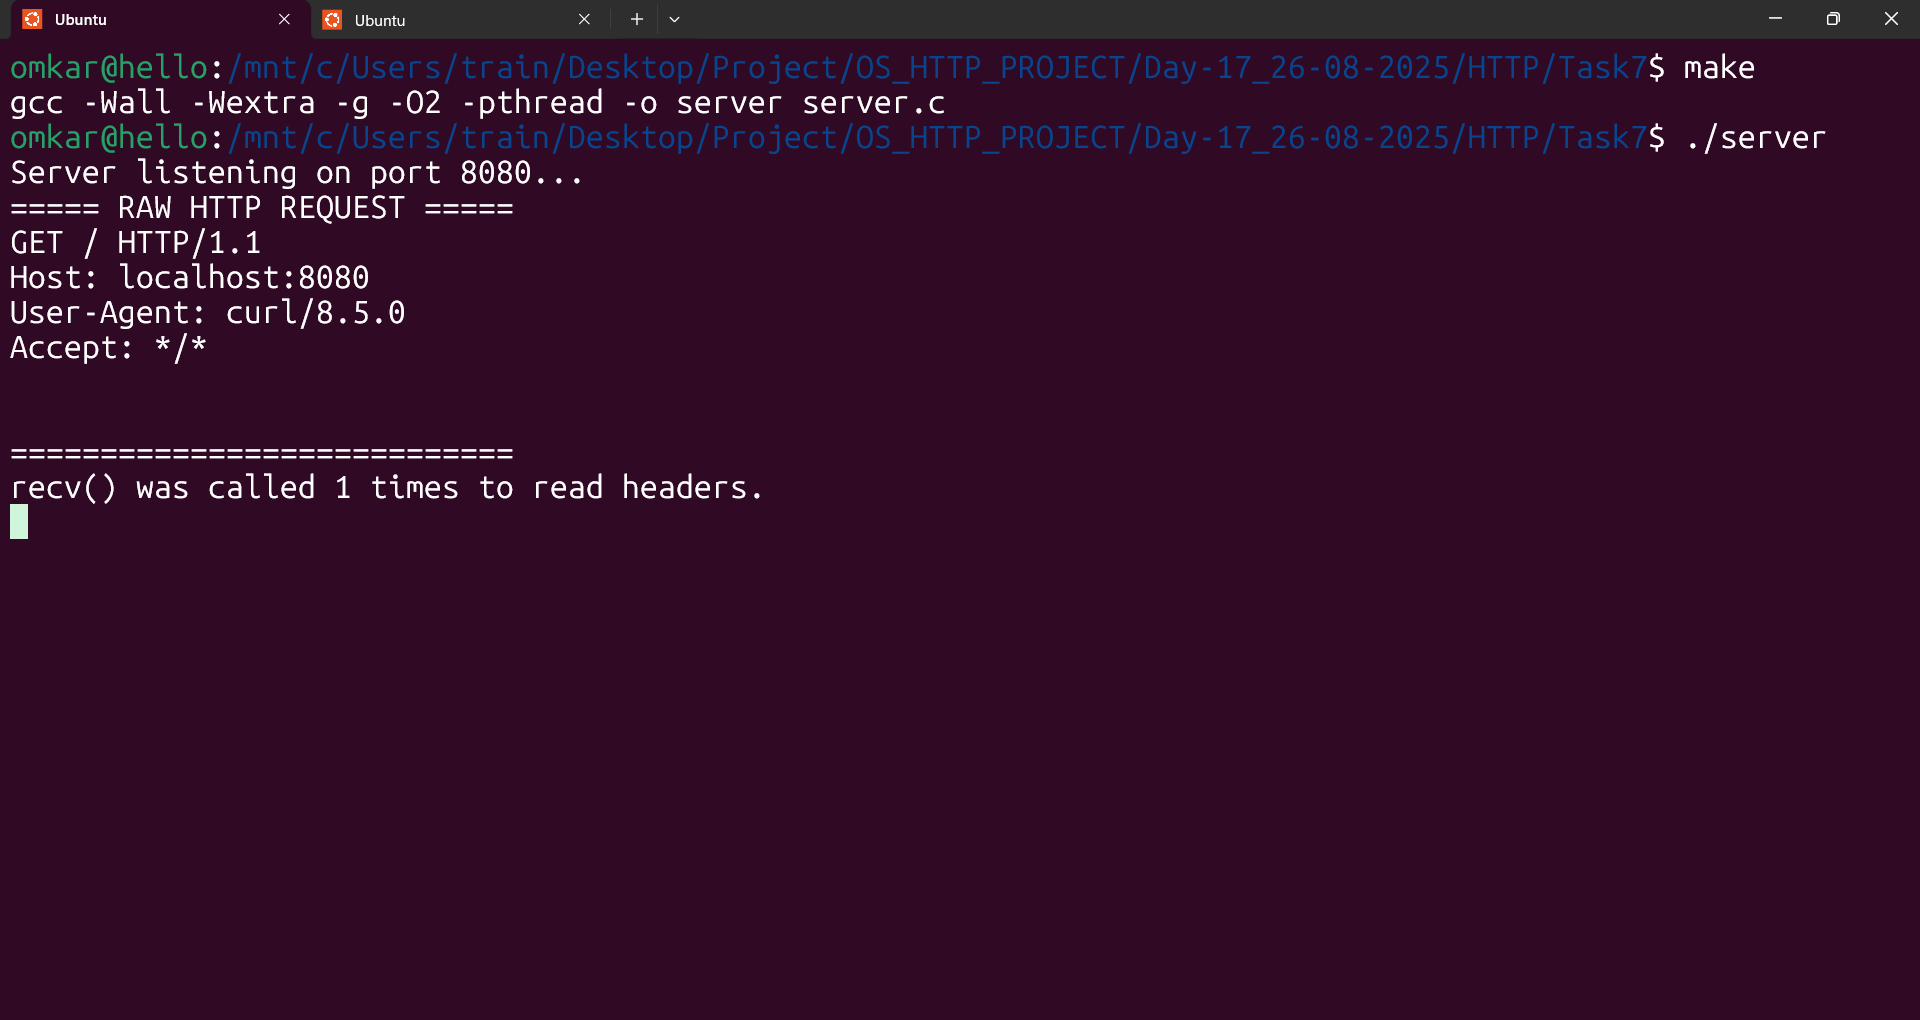 Ubuntu
Ubuntu
omkar@hello:/mnt/c/Users/train/Desktop/Project/OS_HTTP_PROJECT/Day-17_26-08-2025/HTTP/Task7$ make
gcc -Wall -Wextra -g -O2 -pthread -o server server.c
omkar@hello:/mnt/c/Users/train/Desktop/Project/OS_HTTP_PROJECT/Day-17_26-08-2025/HTTP/Task7$ ./server
Server listening on port 8080...
===== RAW HTTP REQUEST =====
GET / HTTP/1.1
Host: localhost:8080
User-Agent: curl/8.5.0
Accept: */*
============================
recv() was called 1 times to read headers.